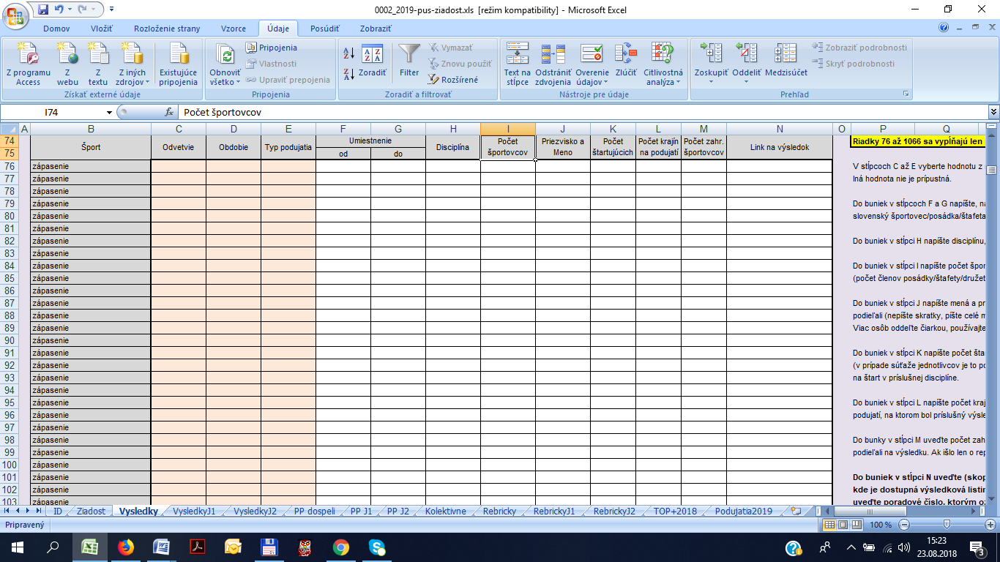 0002_2019-pus-ziadost.xls [režim kompatibility] - Microsoft Excel
Domov Vložiť Rozloženie strany Vzorce Údaje Posúdiť Zobraziť
Z programu Access
Z webu
Z textu
Z iných zdrojov
Existujúce pripojenia
Získať externé údaje
Obnoviť všetko
Pripojenia
Vlastnosti
Upraviť prepojenia
Pripojenia
Zoradiť
Filter
Vymazať
Znovu použiť
Rozšírené
Zoradiť a filtrovať
Text na stĺpce
Odstrániť zdvojenia
Overenie údajov
Zlúčiť
Citlivostná analýza
Nástroje pre údaje
Zoskupiť
Oddeliť
Medzisúčet
Zobraziť podrobnosti
Skryť podrobnosti
Prehľad
I74 fx Počet športovcov
A B C D E F G H I J K L M N O P Q
74 Šport Odvetvie Obdobie Typ podujatia Umiestnenie Disciplína Počet športovcov Priezvisko a Meno Počet štartujúcich Počet krajín na podujatí Počet zahr. športovcov Link na výsledok Riadky 76 až 1066 sa vypĺňajú len
75 od do
76 zápasenie V stĺpcoch C až E vyberte hodnotu z
77 zápasenie lná hodnota nie je prípustná.
78 zápasenie
79 zápasenie Do buniek v stĺpcoch F a G napíšte, na
80 zápasenie slovenský športovec/posádka/štafeta
81 zápasenie
82 zápasenie Do buniek v stĺpci H napíšte disciplínu,
83 zápasenie
84 zápasenie Do buniek v stĺpci I napíšte počet špor
85 zápasenie (počet členov posádky/štafety/družet
86 zápasenie
87 zápasenie Do buniek v stĺpci J napíšte mená a pr
88 zápasenie podieľali (nepíšte skratky, píšte celé m
89 zápasenie Viac osôb oddeľte čiarkou, používajte
90 zápasenie
91 zápasenie Do buniek v stĺpci K napíšte počet šta
92 zápasenie (v prípade súťaže jednotlivcov je to po
93 zápasenie na štart v príslušnej disciplíne.
94 zápasenie
95 zápasenie Do buniek v stĺpci L napíšte počet kraj
96 zápasenie podujatí, na ktorom bol príslušný výsle
97 zápasenie
98 zápasenie Do bunky v stĺpci M uveďte počet zah
99 zápasenie podieľali na výsledku. Ak išlo len o rep
100 zápasenie
101 zápasenie Do buniek v stĺpci N uveďte (skop
102 zápasenie kde je dostupná výsledková listin
103 zápasenie uveďte poradové číslo, ktorým oz
ID Ziadost Vysledky VysledkyJ1 VysledkyJ2 PP dospeli PP J1 PP J2 Kolektivne Rebricky RebrickyJ1 RebrickyJ2 TOP+2018 Podujatia2019
Pripravený 100 %
15:23
23.08.2018
3